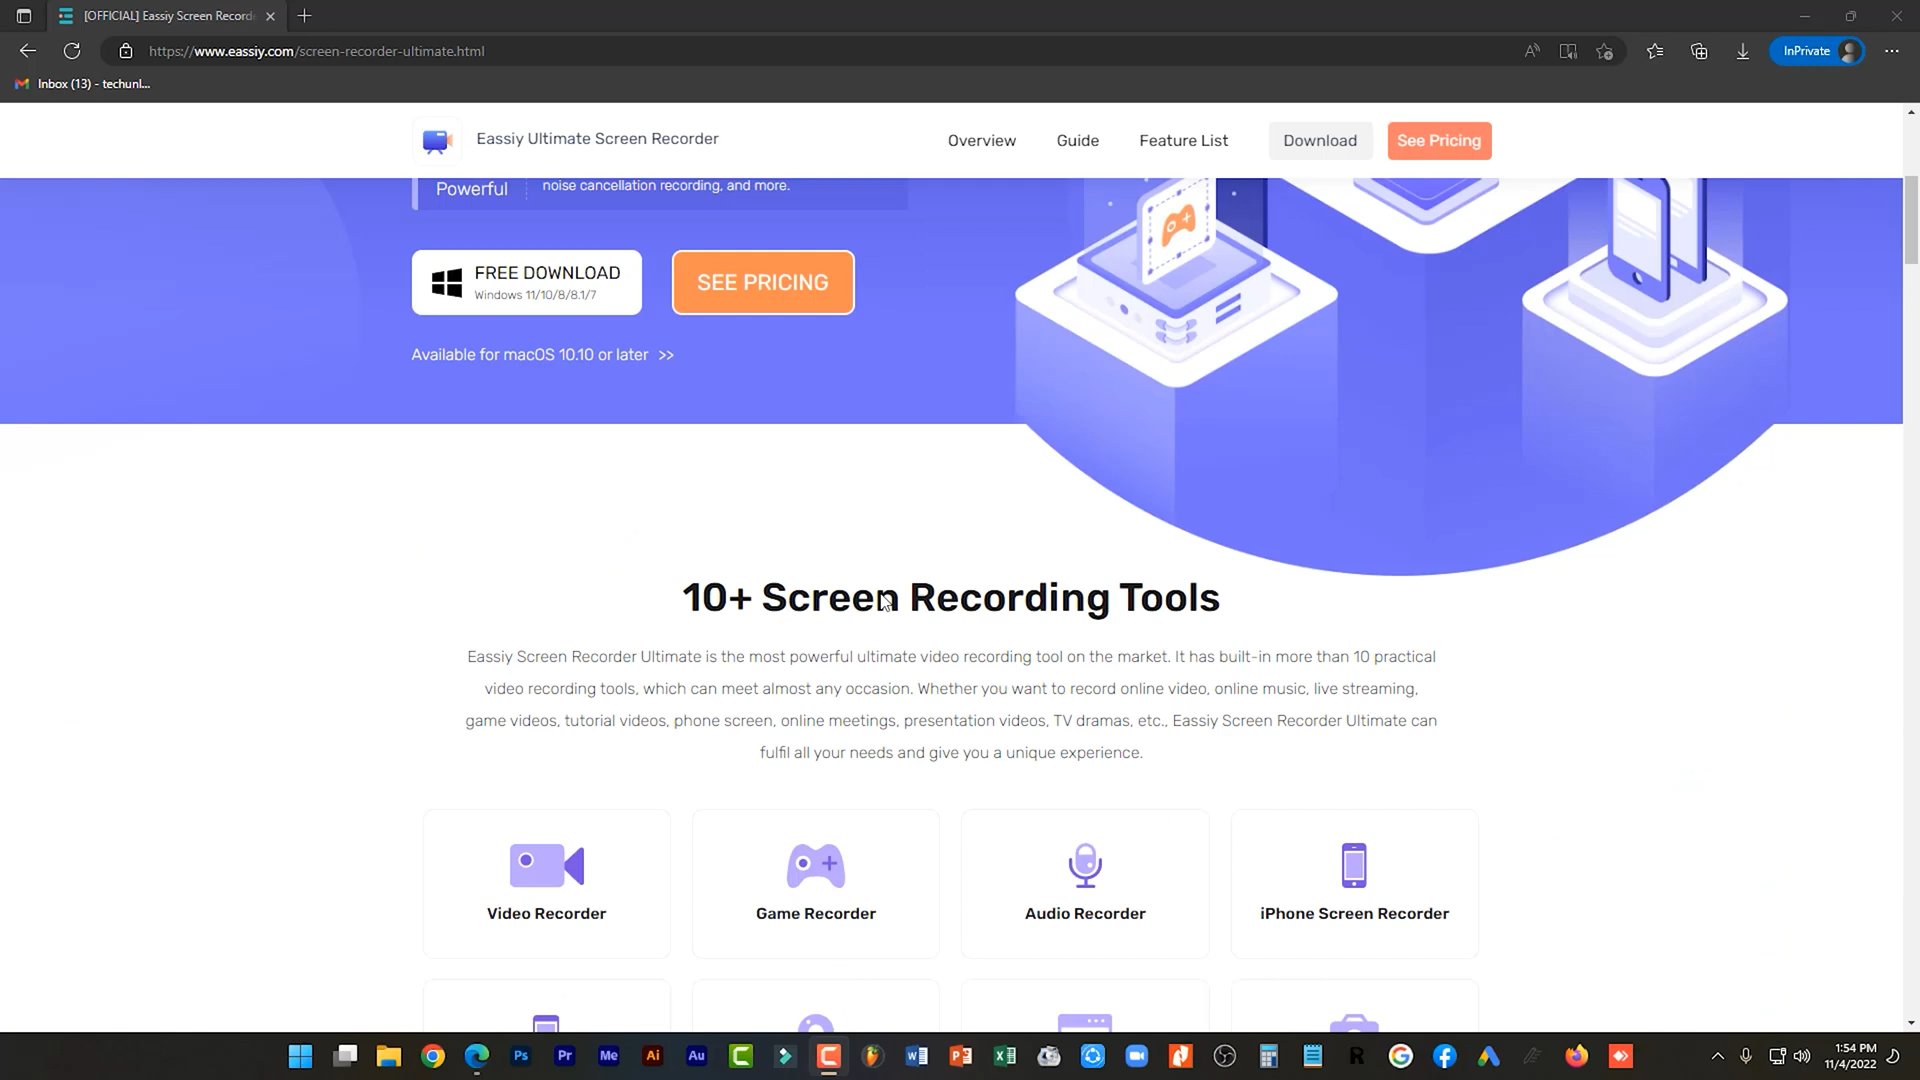 [OFFICIAL] Eassiy Screen Record
https://www.eassiy.com/screen-recorder-ultimate.html
InPrivate
Inbox (13) - techunl...
Eassiy Ultimate Screen Recorder
Overview
Guide
Feature List
Download
See Pricing
Powerful
noise cancellation recording, and more.
FREE DOWNLOAD
Windows 11/10/8/8.1/7
SEE PRICING
Available for macOS 10.10 or later >>
10+ Screen Recording Tools
Eassiy Screen Recorder Ultimate is the most powerful ultimate video recording tool on the market. It has built-in more than 10 practical
video recording tools, which can meet almost any occasion. Whether you want to record online video, online music, live streaming,
game videos, tutorial videos, phone screen, online meetings, presentation videos, TV dramas, etc., Eassiy Screen Recorder Ultimate can
fulfil all your needs and give you a unique experience.
Video Recorder
Game Recorder
Audio Recorder
iPhone Screen Recorder
Ps
Pr
Me
Ai
Au
1:54 PM
11/4/2022